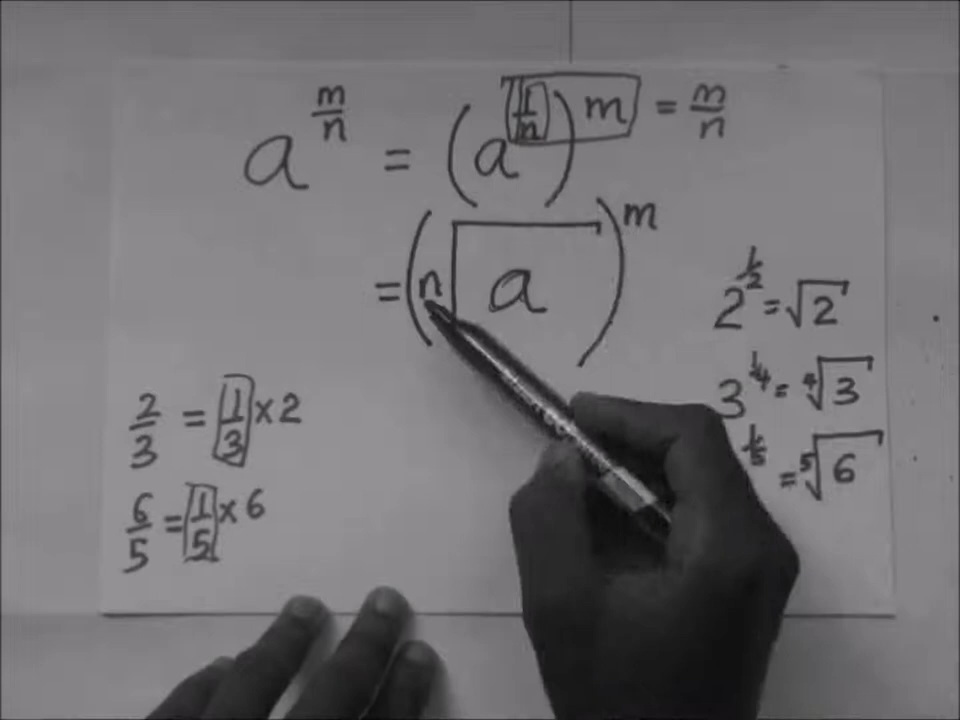 a^(m/n) = (a^(1/n))^m = m/n
= (ⁿ√a)^m
2^(1/2) = √2
3^(1/4) = ⁴√3
^(1/5) = ⁵√6
2/3 = 1/3 × 2
6/5 = 1/5 × 6